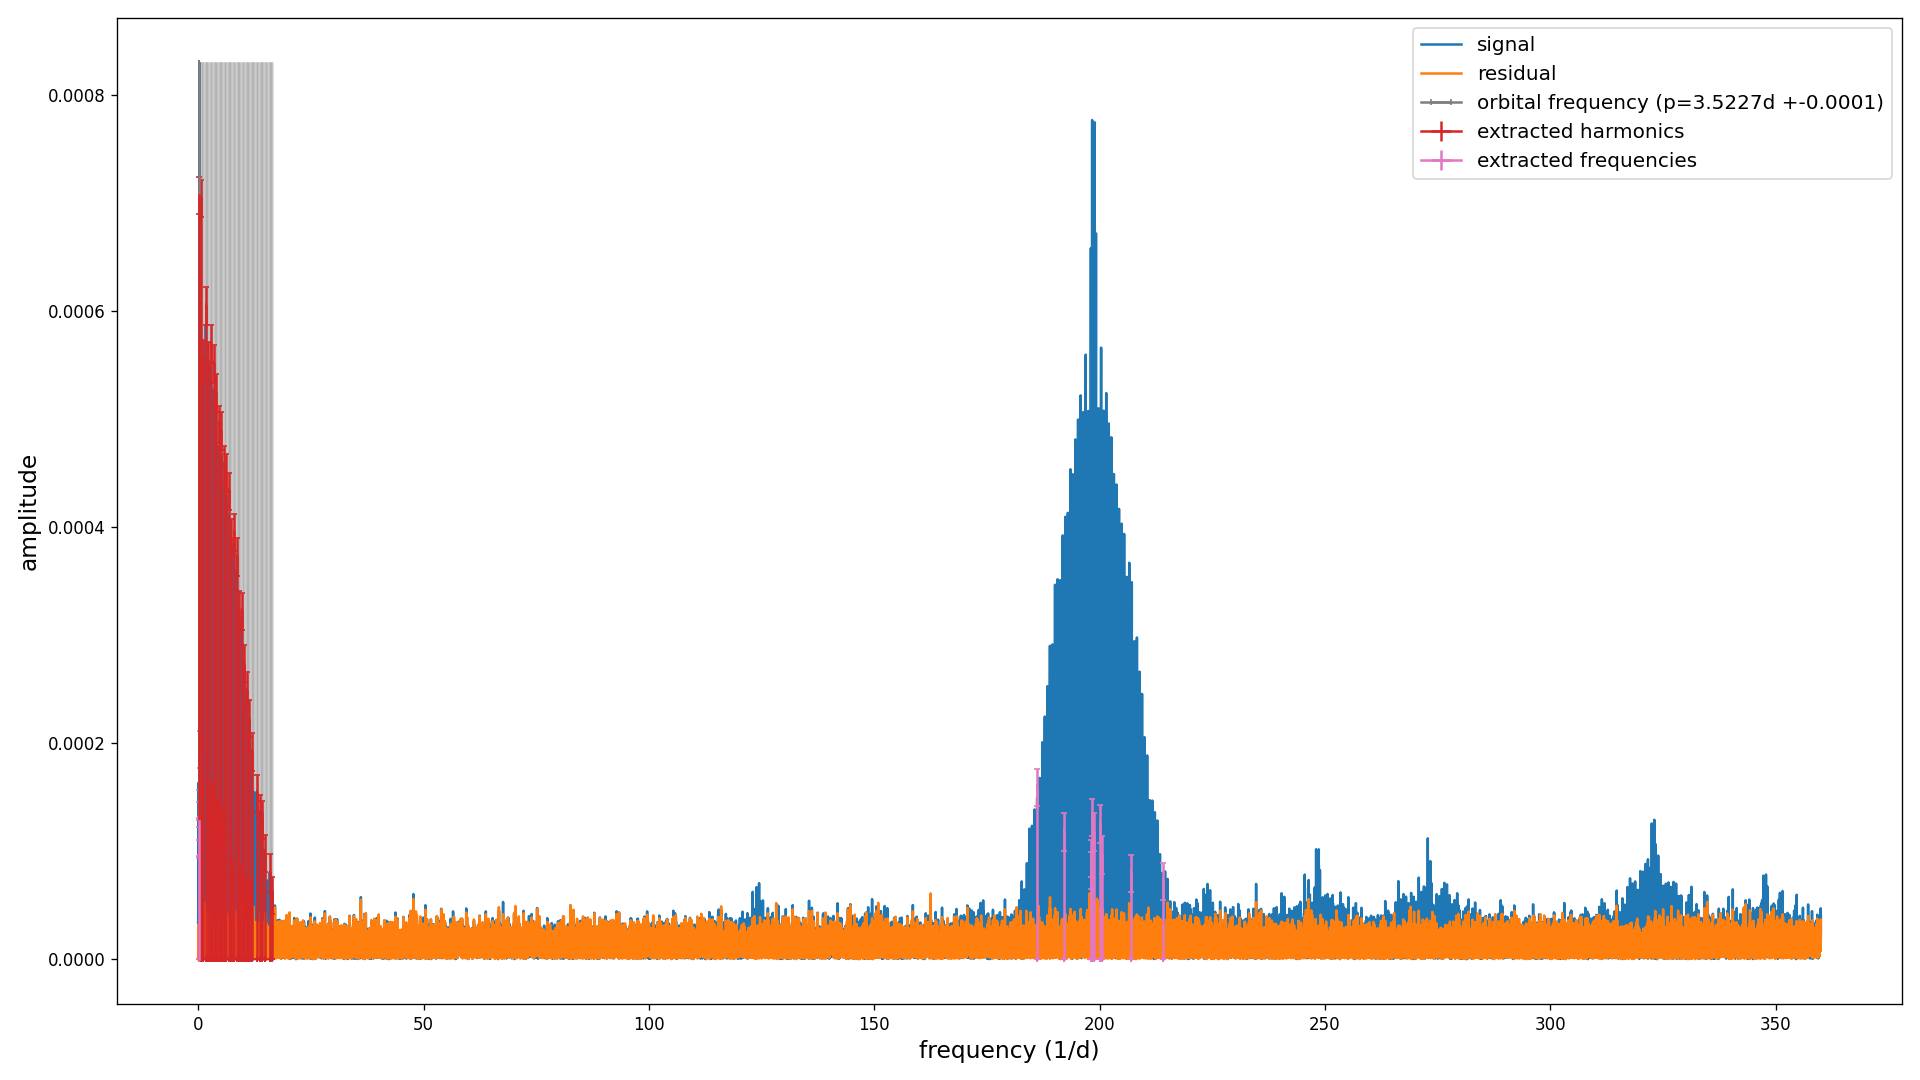 signal
residual
orbital frequency (p=3.5227d +-0.0001)
extracted harmonics
extracted frequencies
0.0008
0.0006
0.0004
0.0002
0.0000
amplitude
0 50 100 150 200 250 300 350
frequency (1/d)